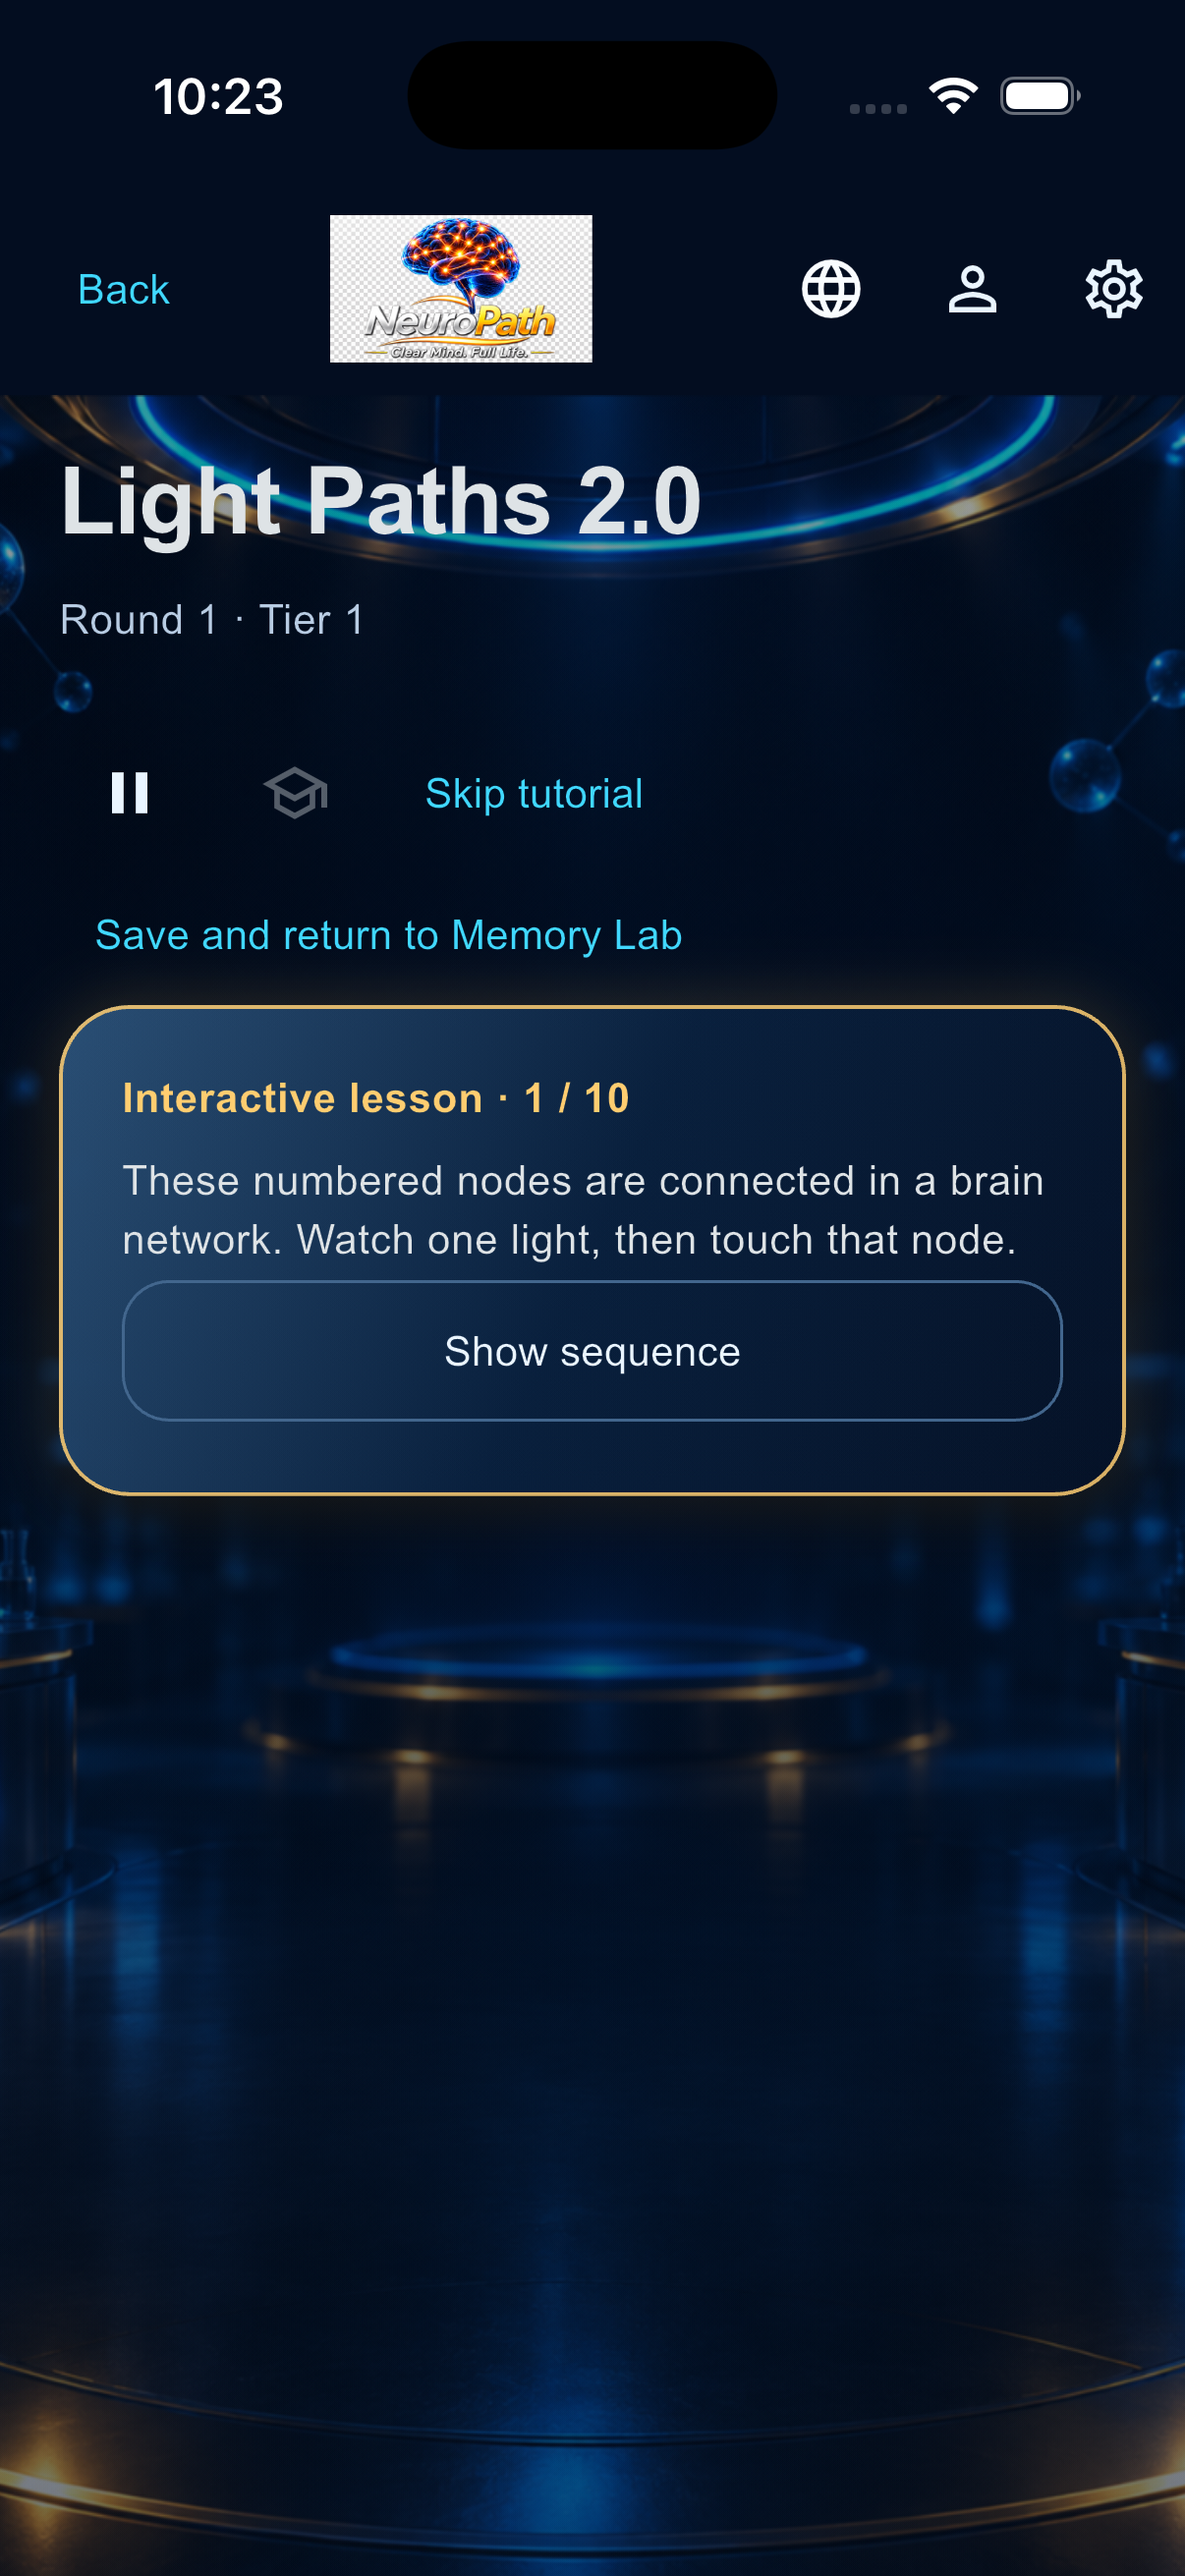 10:23
Back
NeuroPath
Clear Mind. Full Life.
Light Paths 2.0
Round 1 · Tier 1
Skip tutorial
Save and return to Memory Lab
Interactive lesson · 1 / 10
These numbered nodes are connected in a brain
network. Watch one light, then touch that node.
Show sequence